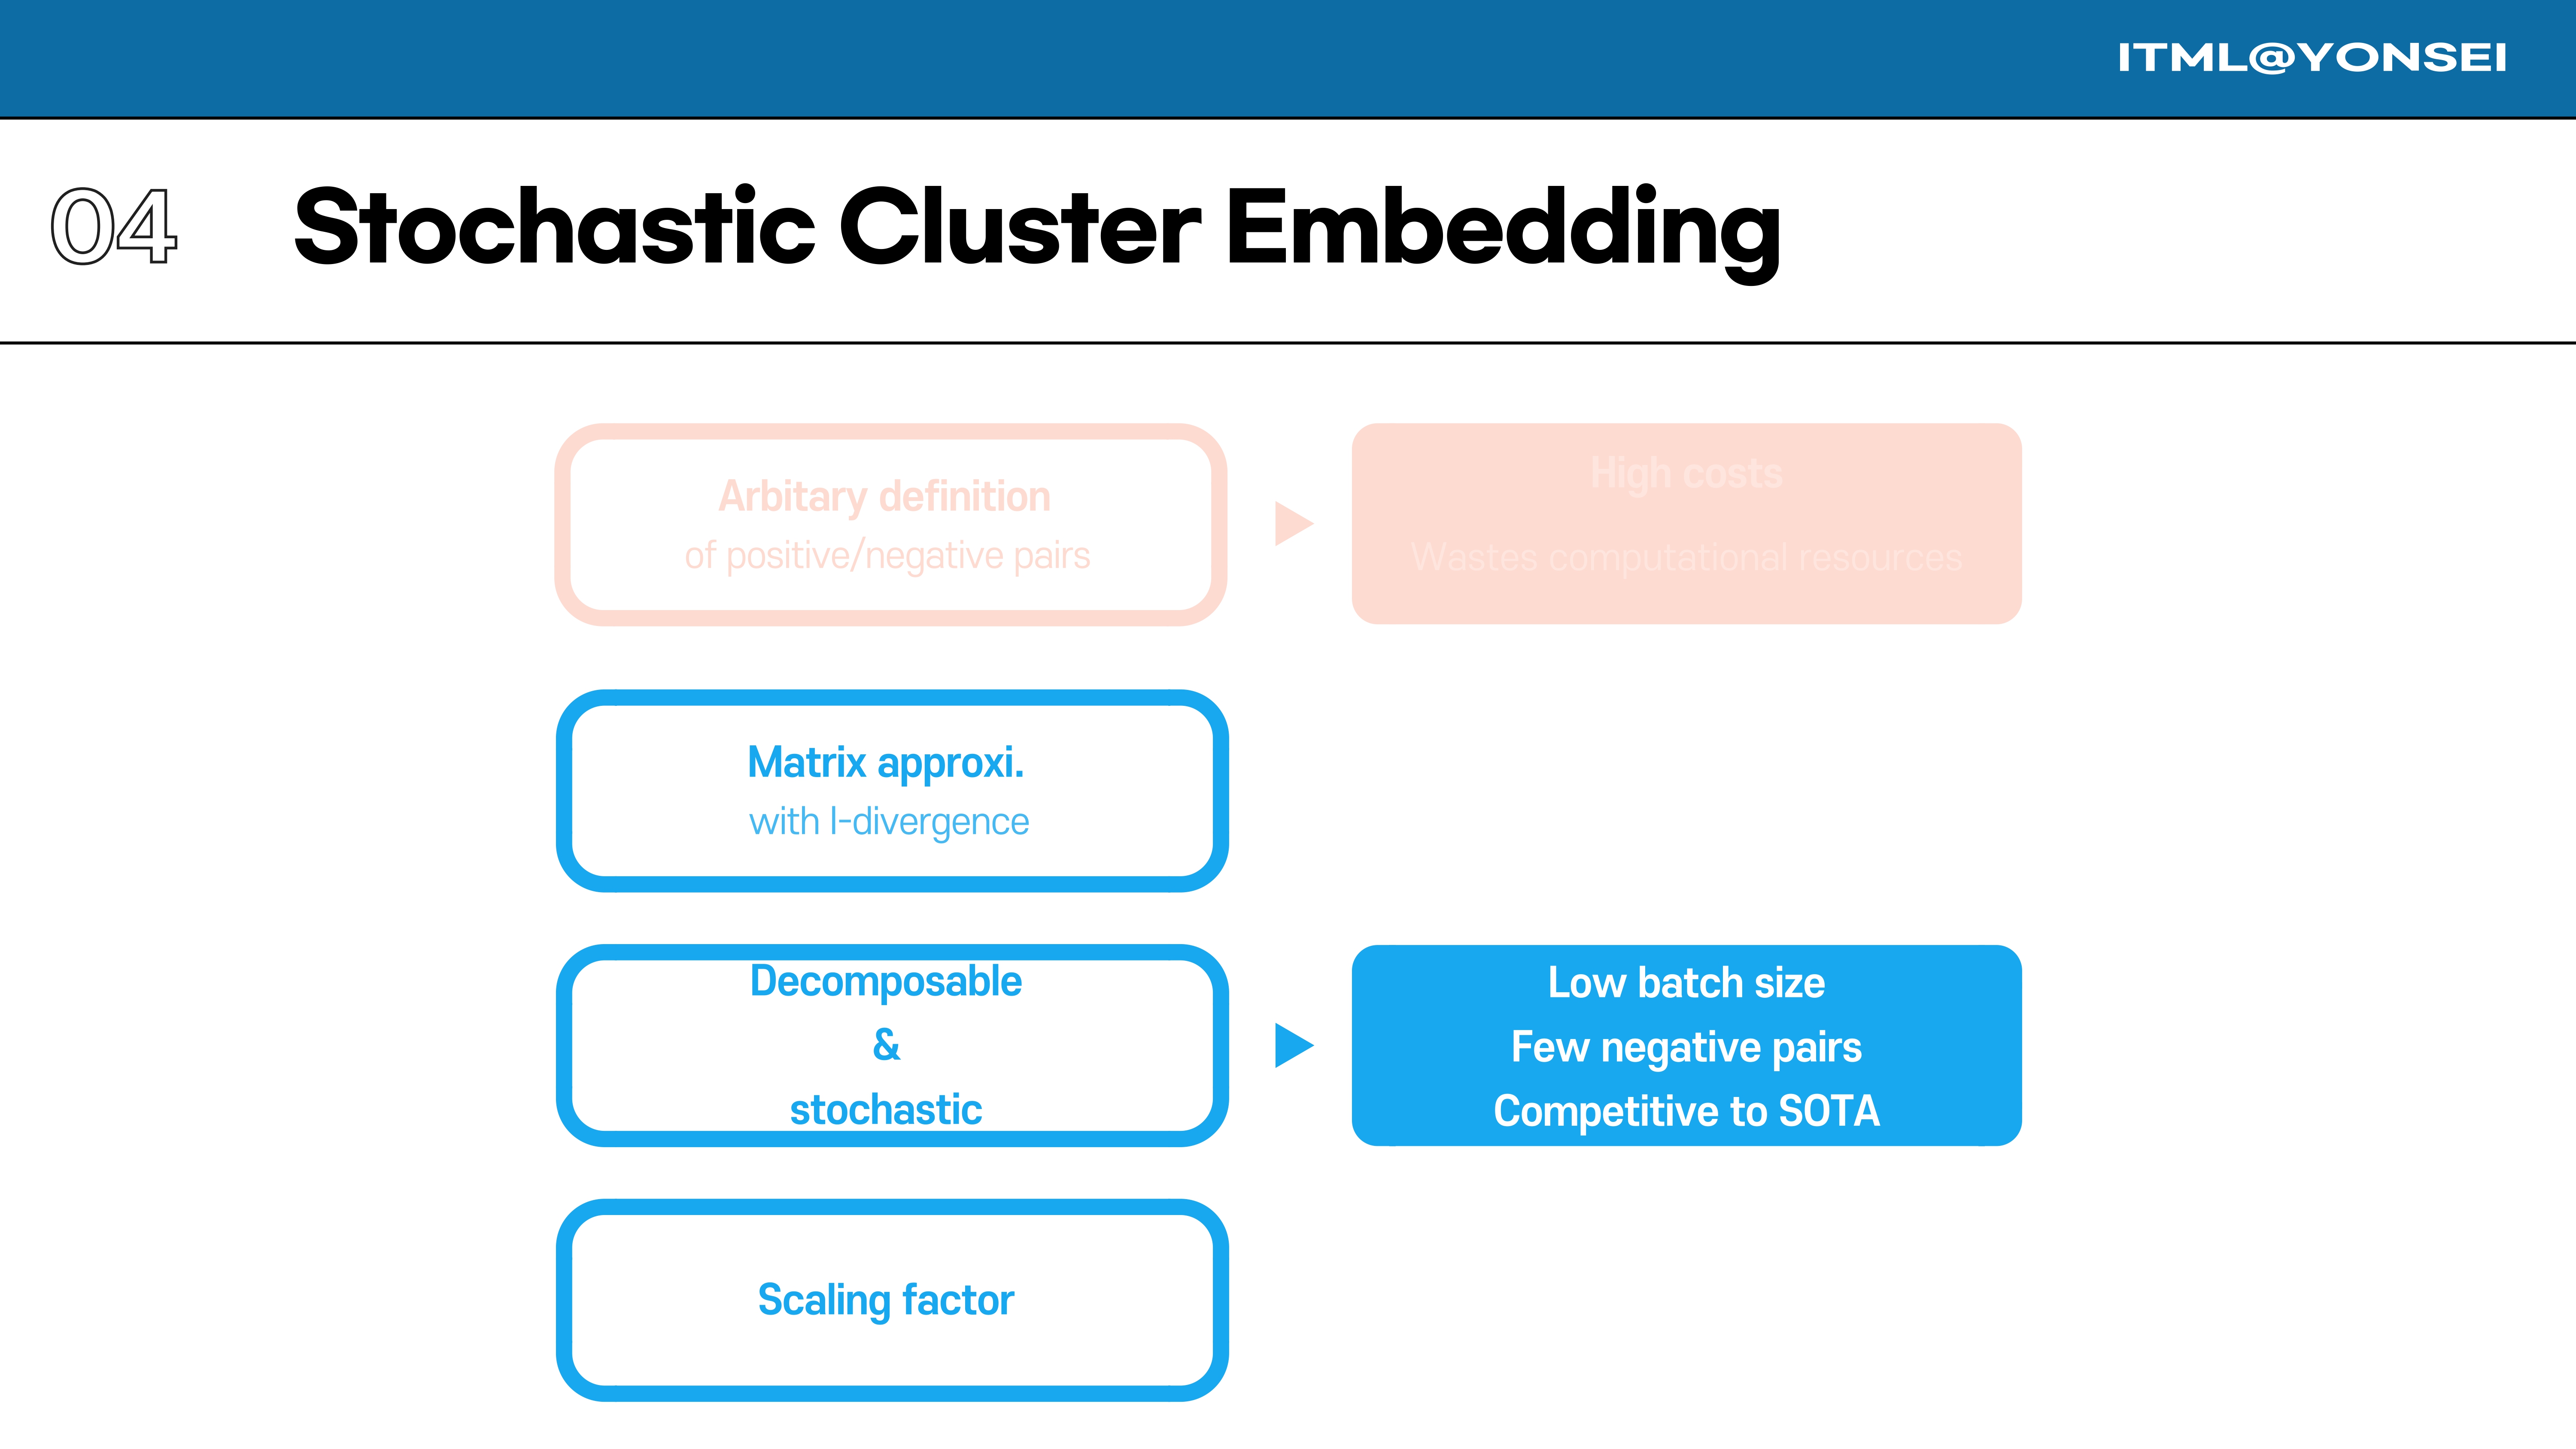 ITML@YONSEI
04 Stochastic Cluster Embedding
Arbitary definition
of positive/negative pairs
High costs
Wastes computational resources
Matrix approxi.
with I-divergence
Decomposable
&
stochastic
Low batch size
Few negative pairs
Competitive to SOTA
Scaling factor